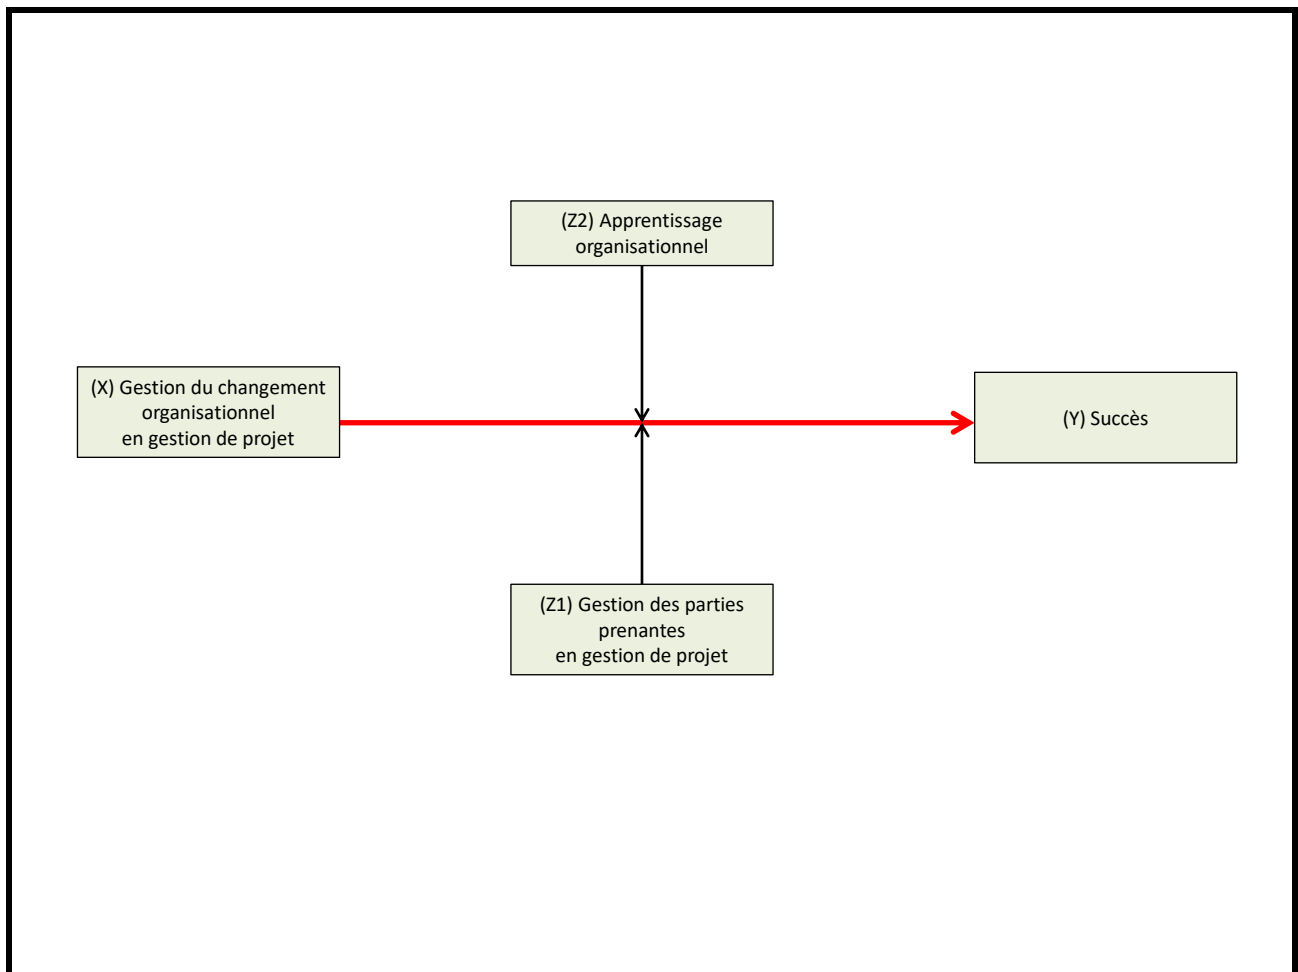 (Z2) Apprentissage
organisationnel
(X) Gestion du changement
organisationnel
en gestion de projet
(Y) Succès
(Z1) Gestion des parties
prenantes
en gestion de projet